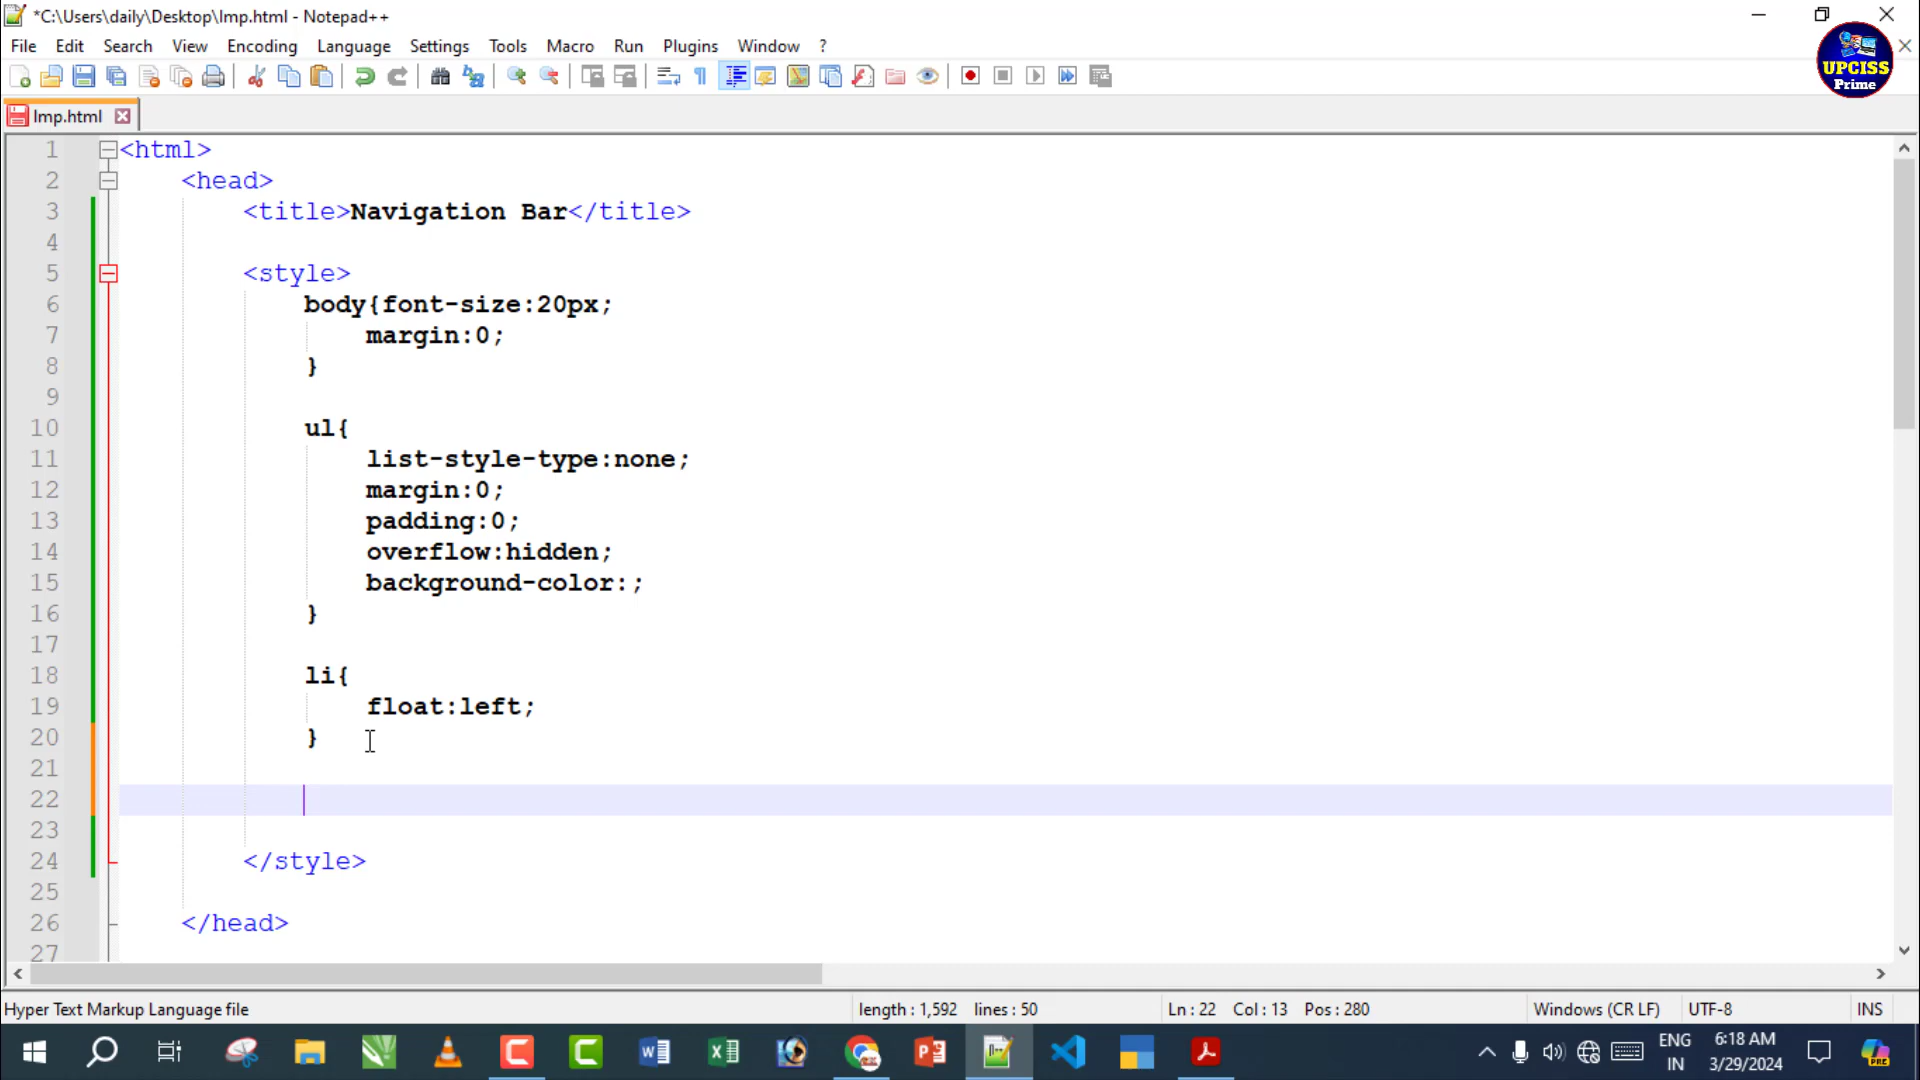 *C:\Users\daily\Desktop\Imp.html - Notepad++
File Edit Search View Encoding Language Settings Tools Macro Run Plugins Window ?
UPCISS
Prime
Imp.html
1 <html>
2 <head>
3 <title>Navigation Bar</title>
4
5 <style>
6 body{font-size:20px;
7 margin:0;
8 }
9
10 ul{
11 list-style-type:none;
12 margin:0;
13 padding:0;
14 overflow:hidden;
15 background-color:;
16 }
17
18 li{
19 float:left;
20 }
21
22
23
24 </style>
25
26 </head>
27
Hyper Text Markup Language file length : 1,592 lines : 50 Ln : 22 Col : 13 Pos : 280 Windows (CR LF) UTF-8 INS
ENG 6:18 AM
IN 3/29/2024